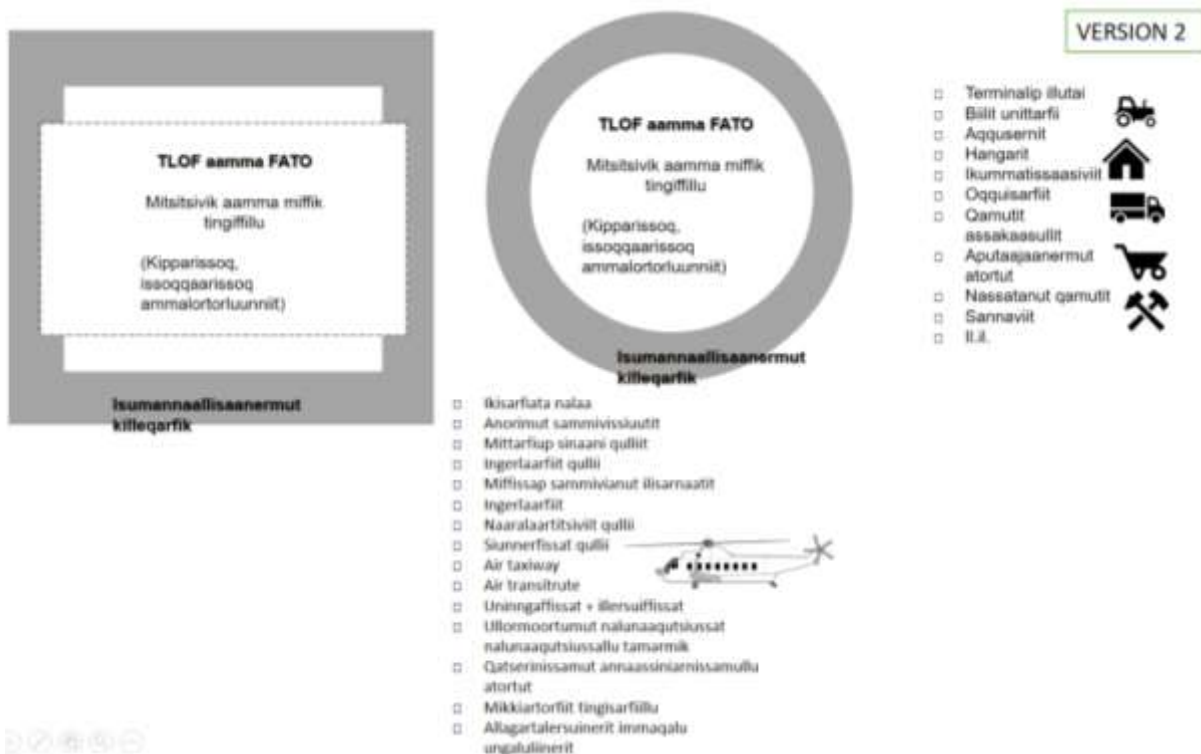 VERSION 2
TLOF aamma FATO
Mitsitsivik aamma miffik
tingiffillu
(Kipparissoq,
issoqqaarissoq
ammalortorluunniit)
Isumannaallisaanermut
killeqarfik
TLOF aamma FATO
Mitsitsivik aamma miffik
tingiffillu
(Kipparissoq,
issoqqaarissoq
ammalortorluunniit)
Isumannaallisaanermut
killeqarfik
Ikisarfiata nalaa
Anorimut sammivissiuutit
Mittarfiup sinaani qulliit
Ingerlaarfiit qullii
Miffissap sammivianut ilisarnaatit
Ingerlaarfiit
Naaralaartitsiviit qullii
Siunnerfissat qullii
Air taxiway
Air transitrute
Uninngaffissat + illersuiffissat
Ullormoortumut nalunaaqutsiussat
nalunaaqutsiussallu tamarmik
Qatserinissamut annaassiniarnissamullu
atortut
Mikkiartorfiit tingisarfiillu
Allagartalersuinerit immaqalu
ungaluliinerit
Terminalip illutai
Biilit unittarfii
Aqqusernit
Hangarit
Ikummatissaasiviit
Oqquisarfiit
Qamutit
assakaasullit
Aputaajaanermut
atortut
Nassatanut qamutit
Sannaviit
Il.il.